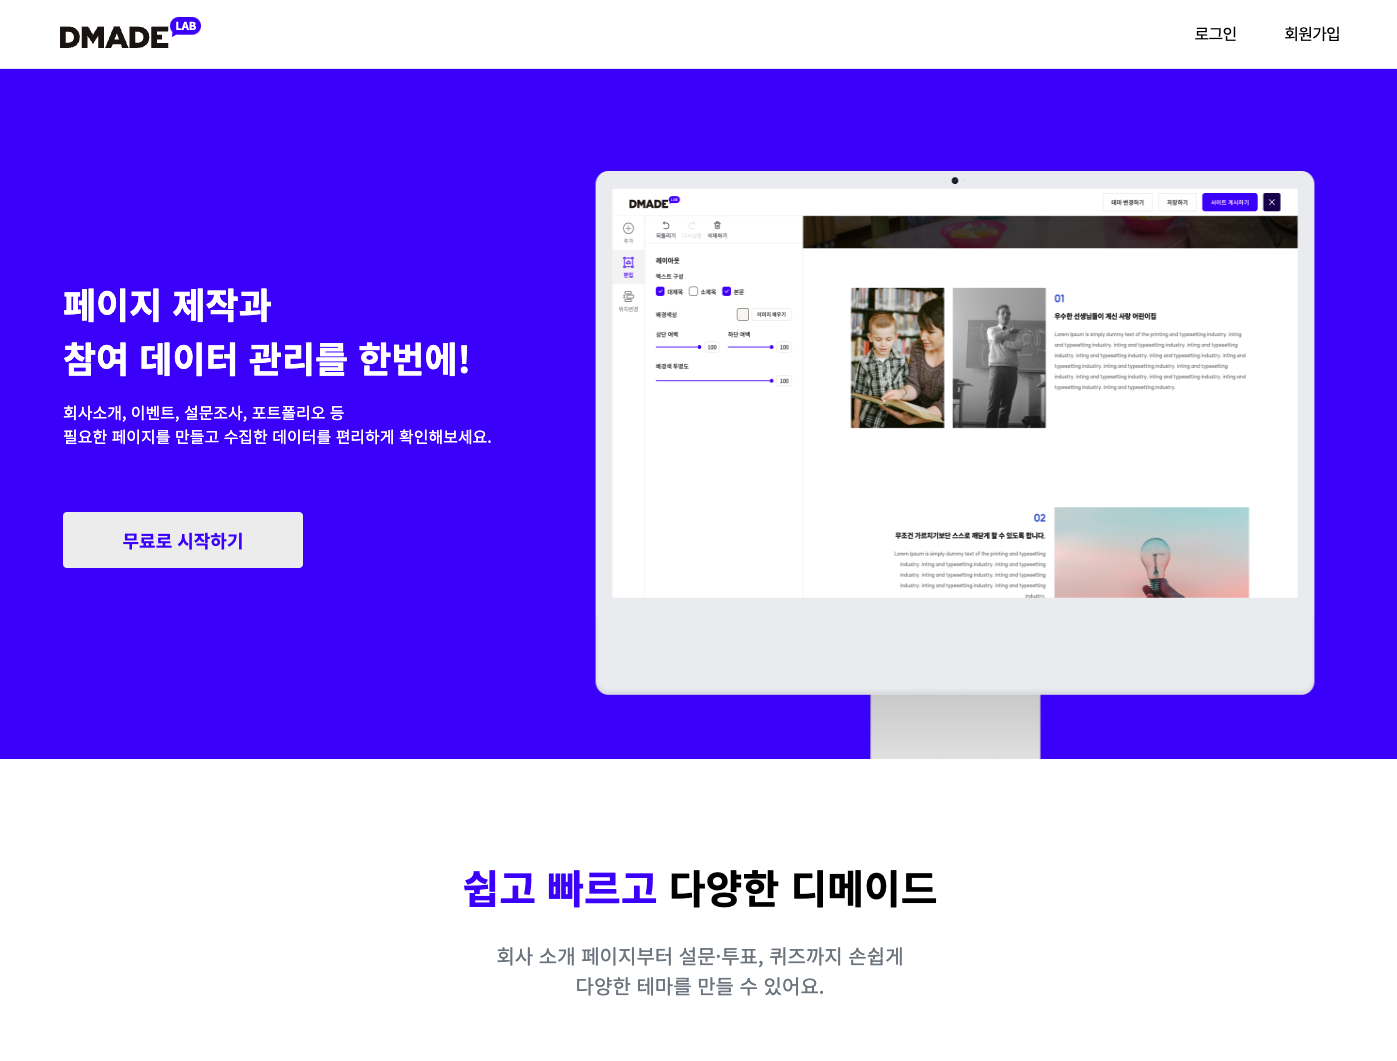 DMADE LAB
로그인
회원가입
페이지 제작과
참여 데이터 관리를 한번에!
회사소개, 이벤트, 설문조사, 포트폴리오 등
필요한 페이지를 만들고 수집한 데이터를 편리하게 확인해보세요.
무료로 시작하기
DMADE LAB
테마 변경하기
저장하기
사이트 게시하기
추가
되돌리기
삭제하기
편집
위치변경
레이아웃
텍스트 구성
대제목
소제목
본문
배경색상
이미지 배우기
상단 여백
하단 여백
100
100
배경색 투명도
100
01
우수한 선생님들이 계신 사랑 어린이집
Lorem Ipsum is simply dummy text of the printing and typesetting industry. inting
and typesetting industry. inting and typesetting industry. inting and typesetting
industry. inting and typesetting industry. inting and typesetting industry. inting and
typesetting industry. inting and typesetting industry. inting and typesetting
industry. inting and typesetting industry. inting and typesetting industry. inting and
typesetting industry. inting and typesetting industry.
02
무조건 가르치기보단 스스로 깨닫게 할 수 있도록 합니다.
Lorem Ipsum is simply dummy text of the printing and typesetting
industry. inting and typesetting industry. inting and typesetting
industry. inting and typesetting industry. inting and typesetting
industry. inting and typesetting industry. inting and typesetting
industry.
쉽고 빠르고 다양한 디메이드
회사 소개 페이지부터 설문·투표, 퀴즈까지 손쉽게
다양한 테마를 만들 수 있어요.